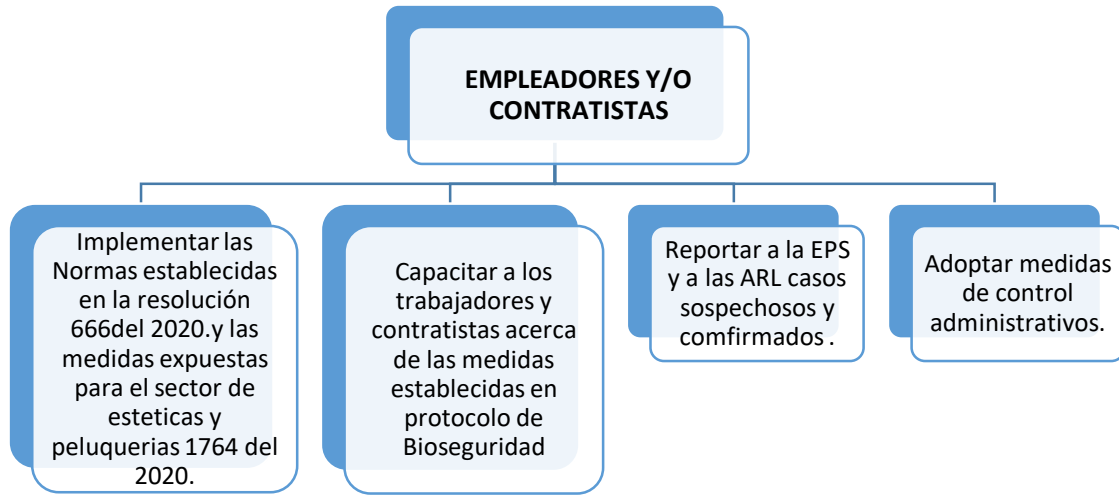 EMPLEADORES Y/O
CONTRATISTAS
Implementar las
Normas establecidas
en la resolución
666del 2020.y las
medidas expuestas
para el sector de
esteticas y
peluquerias 1764 del
2020.
Capacitar a los
trabajadores y
contratistas acerca
de las medidas
establecidas en
protocolo de
Bioseguridad
Reportar a la EPS
y a las ARL casos
sospechosos y
comfirmados .
Adoptar medidas
de control
administrativos.